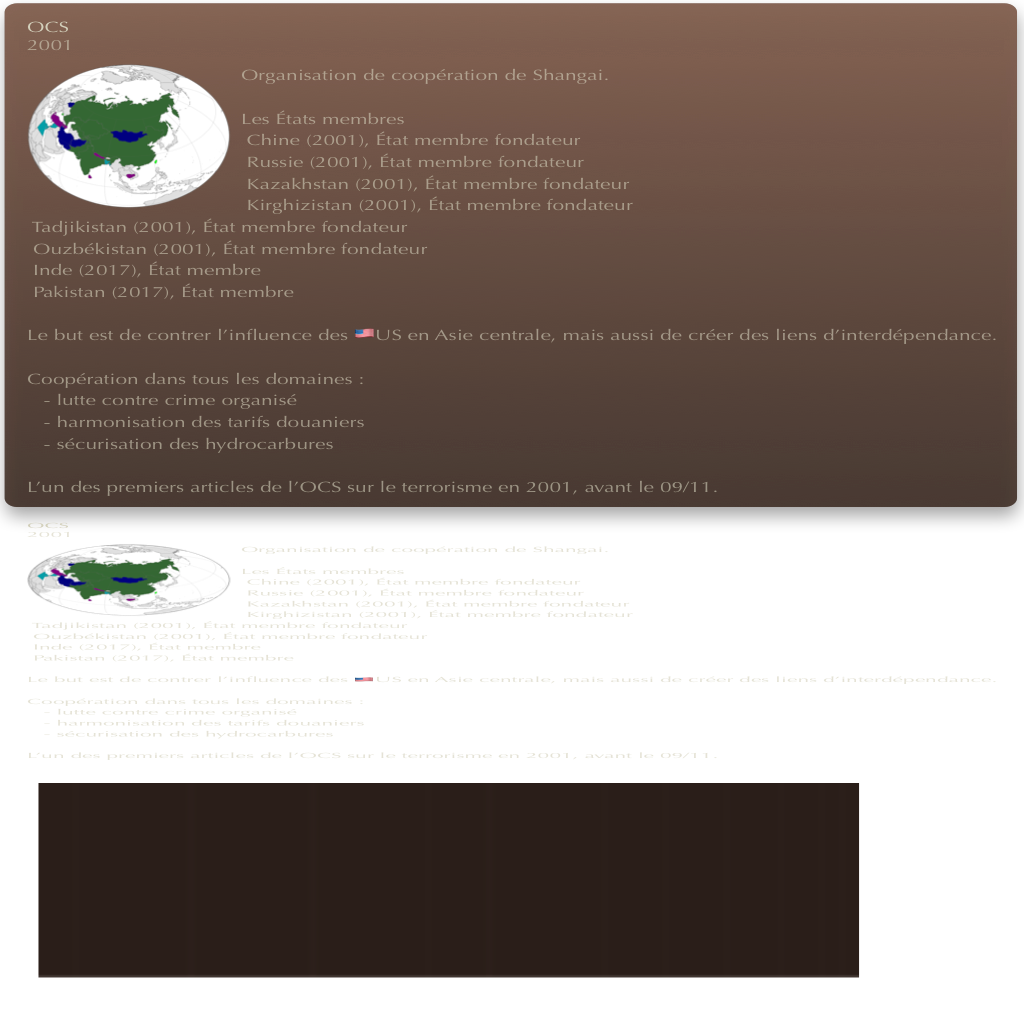 OCS
2001
Organisation de coopération de Shangai.
Les États membres
Chine (2001), État membre fondateur
Russie (2001), État membre fondateur
Kazakhstan (2001), État membre fondateur
Kirghizistan (2001), État membre fondateur
Tadjikistan (2001), État membre fondateur
Ouzbékistan (2001), État membre fondateur
Inde (2017), État membre
Pakistan (2017), État membre
Le but est de contrer l’influence des 🇺🇸US en Asie centrale, mais aussi de créer des liens d’interdépendance.
Coopération dans tous les domaines :
- lutte contre crime organisé
- harmonisation des tarifs douaniers
- sécurisation des hydrocarbures
L’un des premiers articles de l’OCS sur le terrorisme en 2001, avant le 09/11.
OCS
2001
Organisation de coopération de Shangai.
Les États membres
Chine (2001), État membre fondateur
Russie (2001), État membre fondateur
Kazakhstan (2001), État membre fondateur
Kirghizistan (2001), État membre fondateur
Tadjikistan (2001), État membre fondateur
Ouzbékistan (2001), État membre fondateur
Inde (2017), État membre
Pakistan (2017), État membre
Le but est de contrer l’influence des 🇺🇸US en Asie centrale, mais aussi de créer des liens d’interdépendance.
Coopération dans tous les domaines :
- lutte contre crime organisé
- harmonisation des tarifs douaniers
- sécurisation des hydrocarbures
L’un des premiers articles de l’OCS sur le terrorisme en 2001, avant le 09/11.